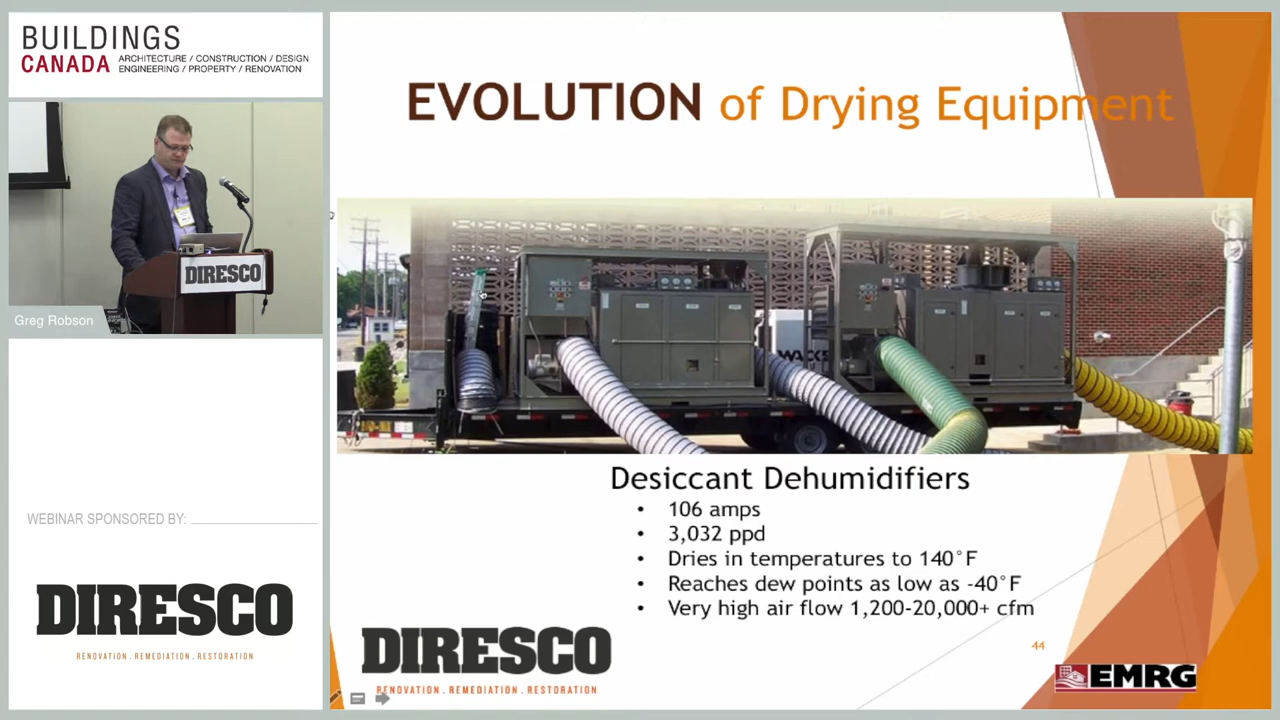 BUILDINGS
CANADA
ARCHITECTURE / CONSTRUCTION / DESIGN
ENGINEERING / PROPERTY / RENOVATION
DIRESCO
Greg Robson
WEBINAR SPONSORED BY:
DIRESCO
RENOVATION . REMEDIATION . RESTORATION
EVOLUTION of Drying Equipment
WACKE
Desiccant Dehumidifiers
• 106 amps
• 3,032 ppd
• Dries in temperatures to 140°F
• Reaches dew points as low as -40°F
• Very high air flow 1,200-20,000+ cfm
44
DIRESCO
RENOVATION . REMEDIATION . RESTORATION
EMRG